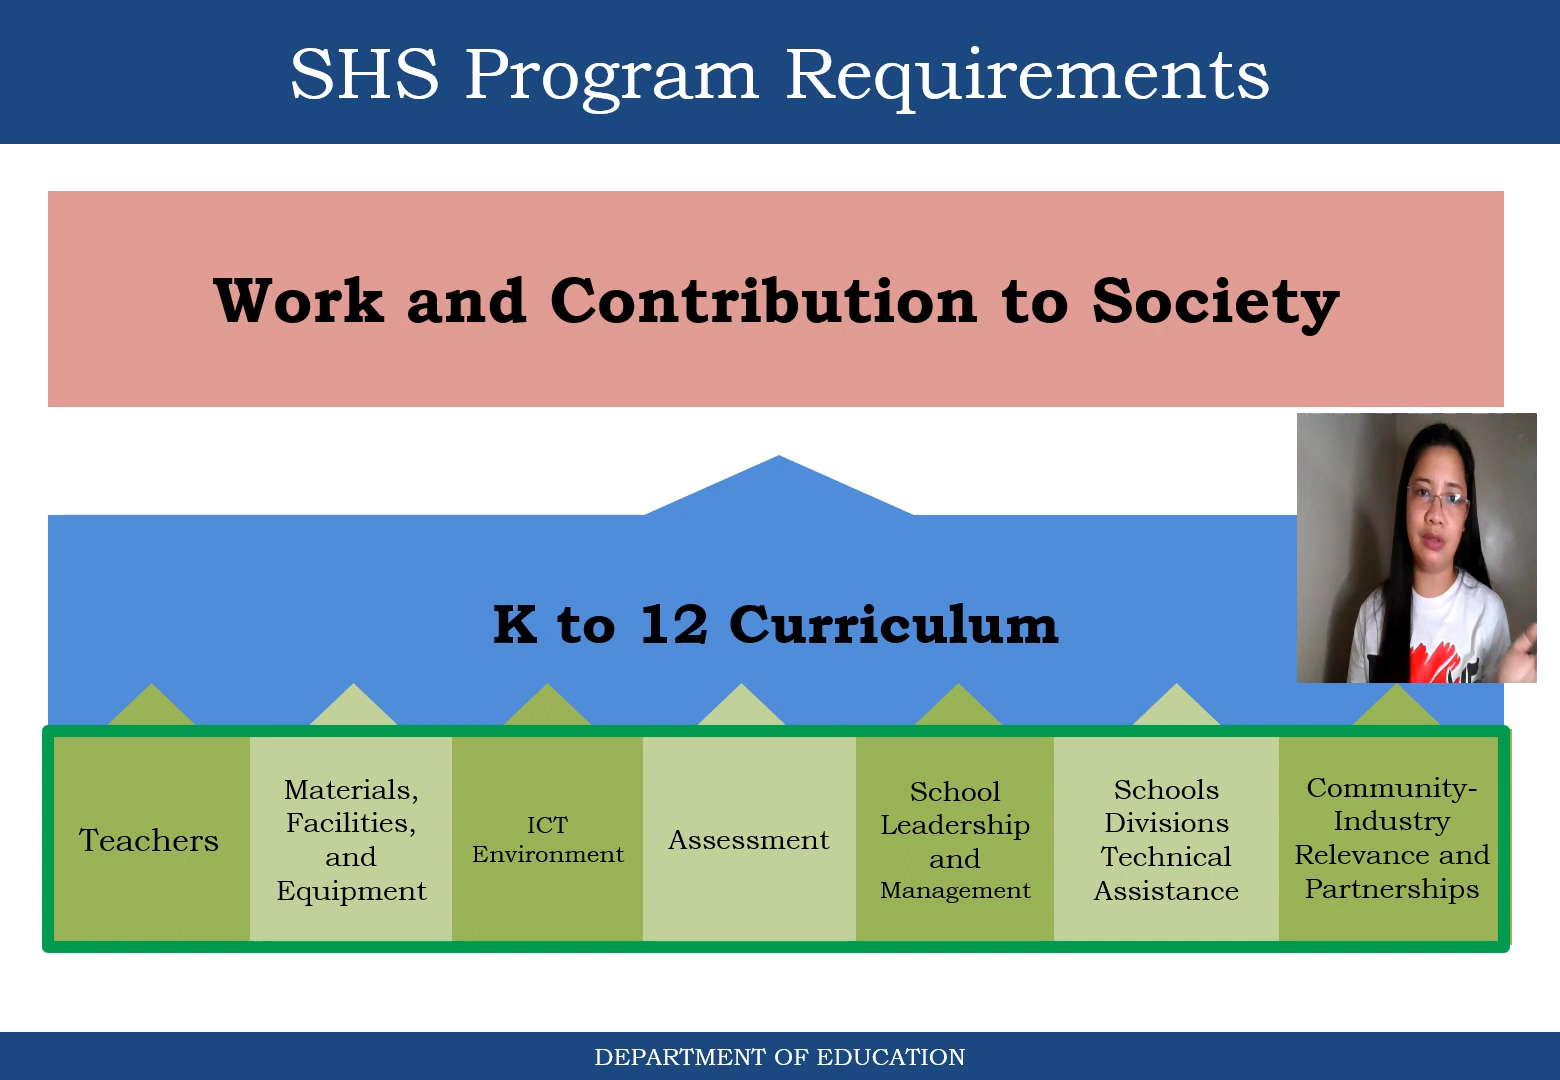 SHS Program Requirements
Work and Contribution to Society
K to 12 Curriculum
Teachers
Materials,
Facilities,
and
Equipment
ICT
Environment
Assessment
School
Leadership
and
Management
Schools
Divisions
Technical
Assistance
Community-
Industry
Relevance and
Partnerships
DEPARTMENT OF EDUCATION